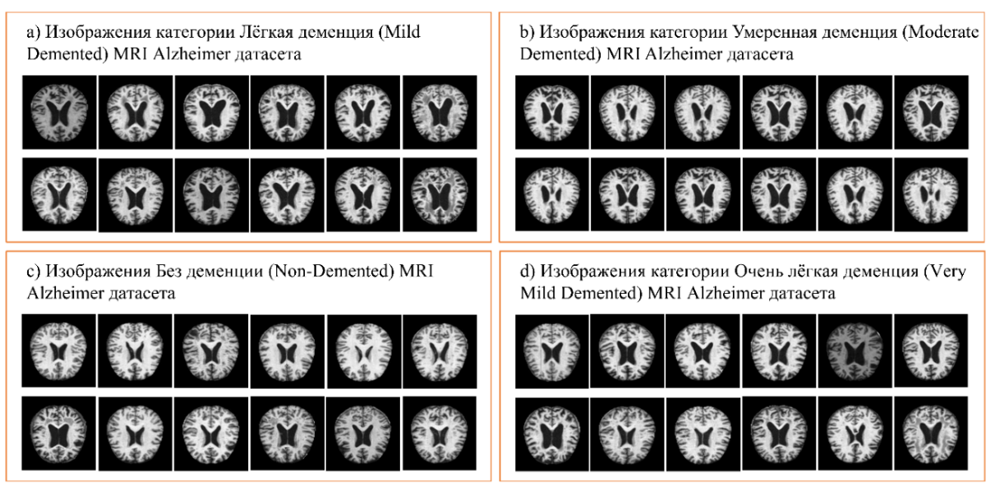 a) Изображения категории Лёгкая деменция (Mild
Demented) MRI Alzheimer датасета
b) Изображения категории Умеренная деменция (Moderate
Demented) MRI Alzheimer датасета
c) Изображения Без деменции (Non-Demented) MRI
Alzheimer датасета
d) Изображения категории Очень лёгкая деменция (Very
Mild Demented) MRI Alzheimer датасета